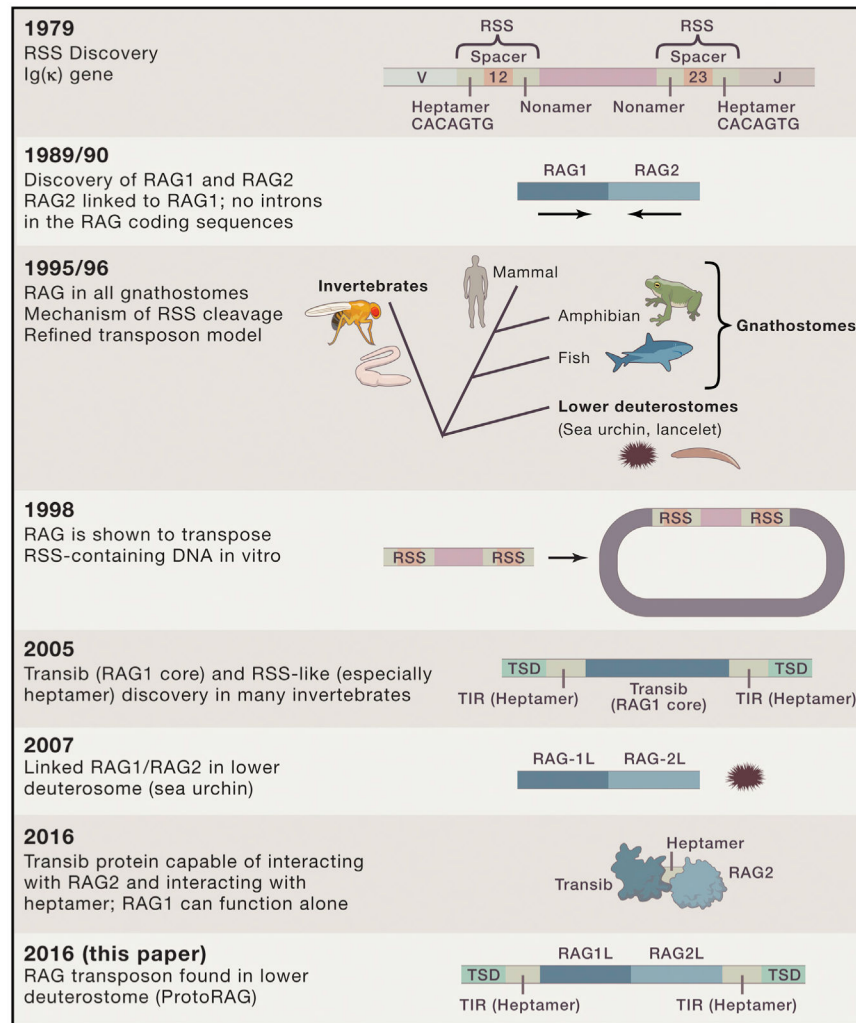 1979
RSS Discovery
Ig(κ) gene
RSS
RSS
Spacer
Spacer
V
12
23
J
Heptamer
CACAGTG
Nonamer
Nonamer
Heptamer
CACAGTG
1989/90
Discovery of RAG1 and RAG2
RAG2 linked to RAG1; no introns
in the RAG coding sequences
RAG1
RAG2
1995/96
RAG in all gnathostomes
Mechanism of RSS cleavage
Refined transposon model
Invertebrates
Mammal
Amphibian
Fish
Gnathostomes
Lower deuterostomes
(Sea urchin, lancelet)
1998
RAG is shown to transpose
RSS-containing DNA in vitro
RSS
RSS
RSS
RSS
2005
Transib (RAG1 core) and RSS-like (especially
heptamer) discovery in many invertebrates
TSD
TSD
TIR (Heptamer)
Transib
(RAG1 core)
TIR (Heptamer)
2007
Linked RAG1/RAG2 in lower
deuterosome (sea urchin)
RAG-1L
RAG-2L
2016
Transib protein capable of interacting
with RAG2 and interacting with
heptamer; RAG1 can function alone
Heptamer
Transib
RAG2
2016 (this paper)
RAG transposon found in lower
deuterostome (ProtoRAG)
RAG1L
RAG2L
TSD
TSD
TIR (Heptamer)
TIR (Heptamer)